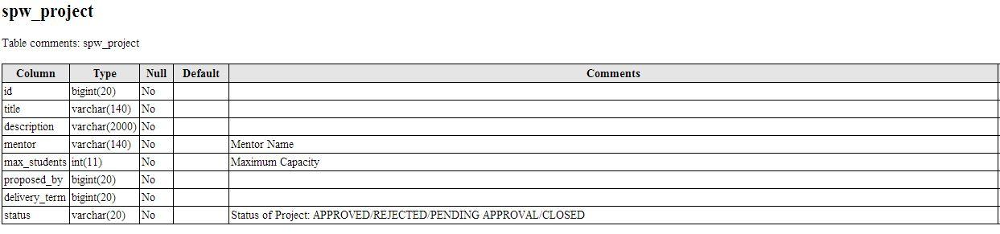 spw_project
Table comments: spw_project
Column Type Null Default Comments
id bigint(20) No
title varchar(140) No
description varchar(2000) No
mentor varchar(140) No Mentor Name
max_students int(11) No Maximum Capacity
proposed_by bigint(20) No
delivery_term bigint(20) No
status varchar(20) No Status of Project: APPROVED/REJECTED/PENDING APPROVAL/CLOSED